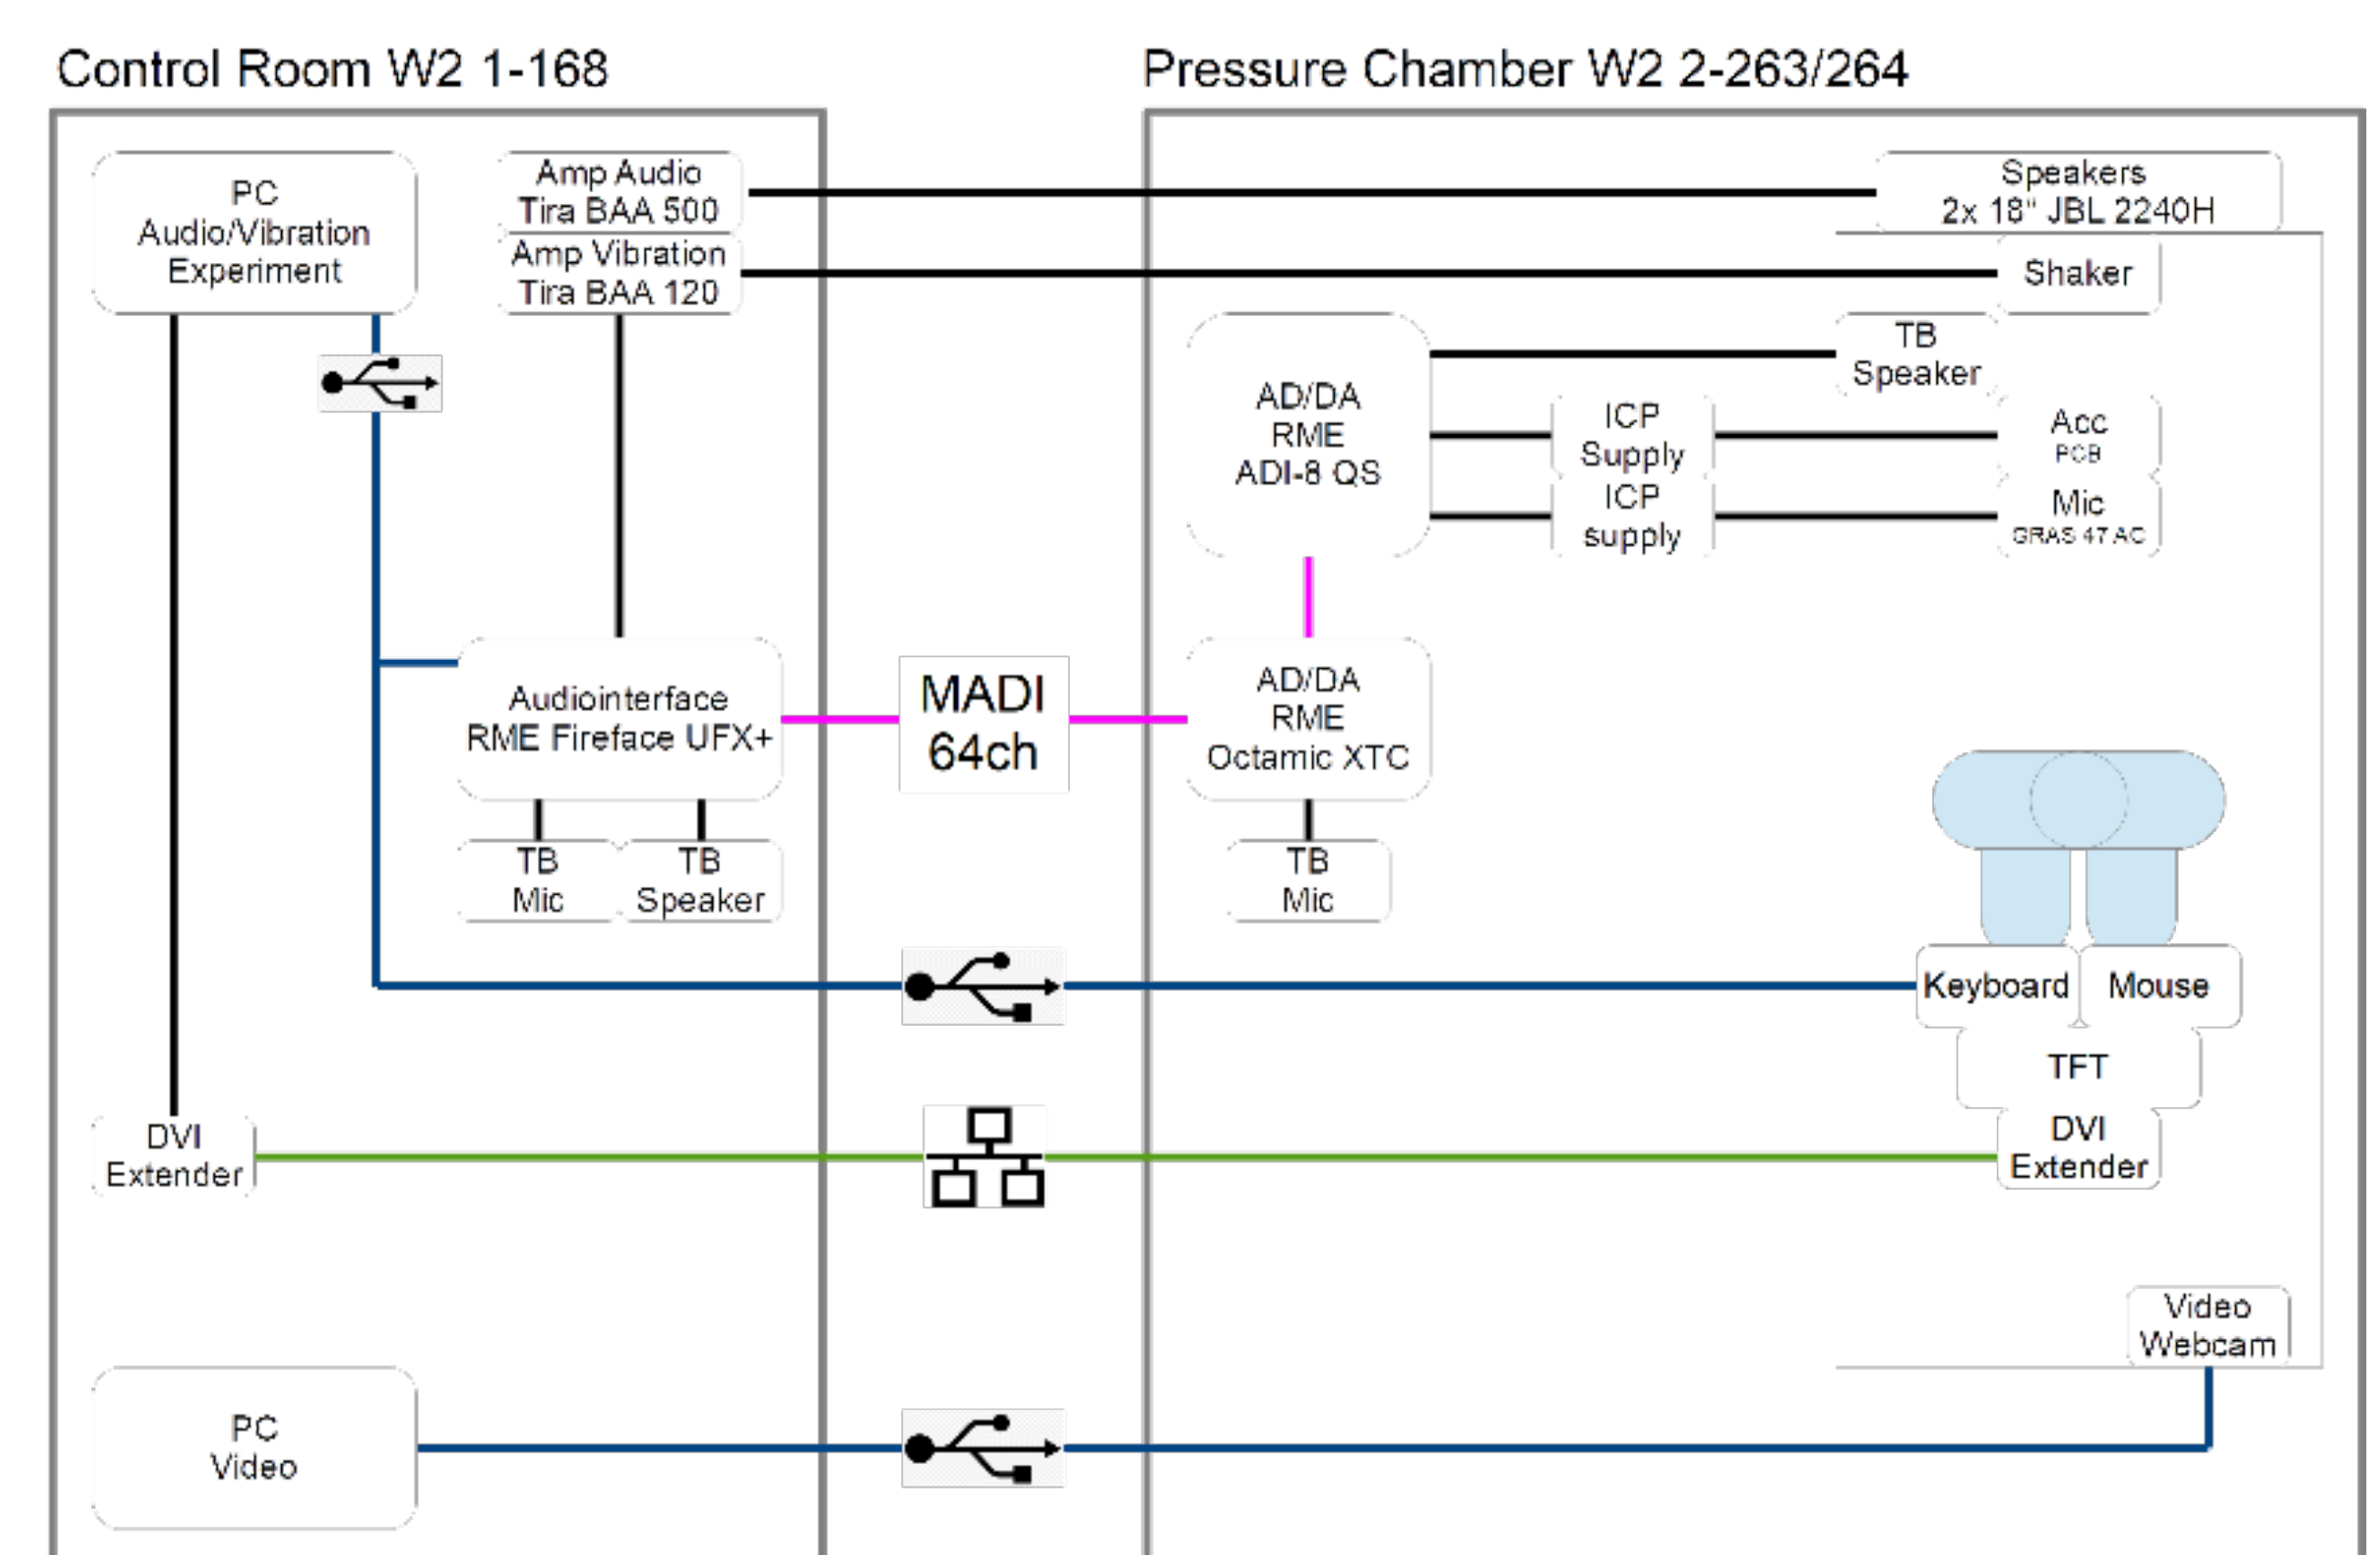 Control Room W2 1-168
Pressure Chamber W2 2-263/264
PC
Audio/Vibration
Experiment
Amp Audio
Tira BAA 500
Amp Vibration
Tira BAA 120
Speakers
2x 18" JBL 2240H
Shaker
TB
Speaker
AD/DA
RME
ADI-8 QS
ICP
Supply
Acc
PCB
ICP
supply
Mic
GRAS 47 AC
Audiointerface
RME Fireface UFX+
MADI
64ch
AD/DA
RME
Octamic XTC
TB
Mic
TB
Speaker
TB
Mic
Keyboard
Mouse
TFT
DVI
Extender
DVI
Extender
Video
Webcam
PC
Video